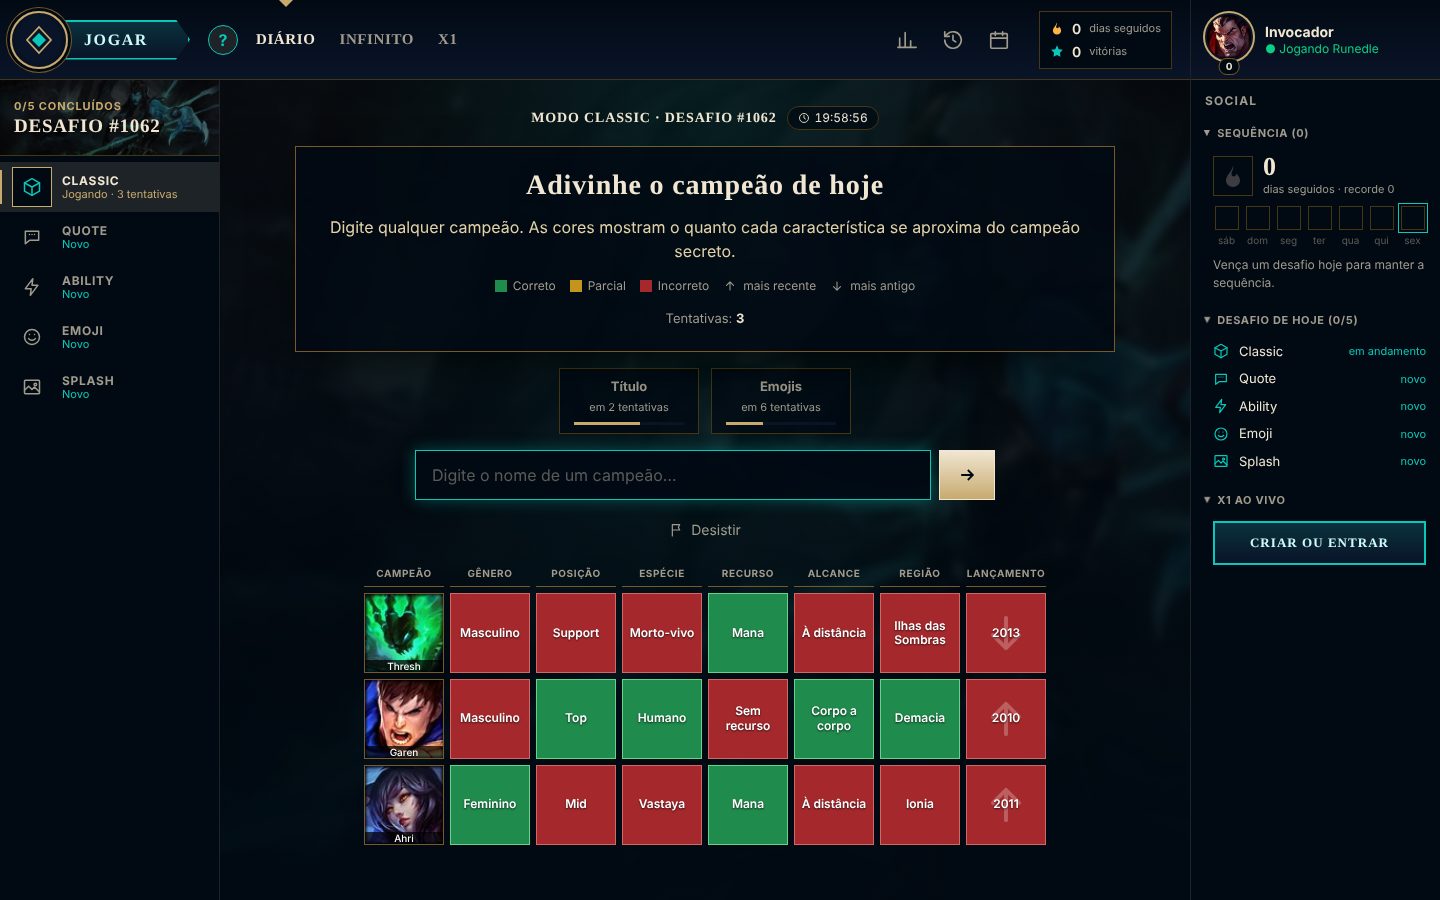 JOGAR
?
DIÁRIO
INFINITO
X1
0 dias seguidos
0 vitórias
Invocador
Jogando Runedle
0
0/5 CONCLUÍDOS
DESAFIO #1062
CLASSIC
Jogando · 3 tentativas
QUOTE
Novo
ABILITY
Novo
EMOJI
Novo
SPLASH
Novo
MODO CLASSIC · DESAFIO #1062
19:58:56
Adivinhe o campeão de hoje
Digite qualquer campeão. As cores mostram o quanto cada característica se aproxima do campeão
secreto.
Correto Parcial Incorreto ↑ mais recente ↓ mais antigo
Tentativas: 3
Título
em 2 tentativas
Emojis
em 6 tentativas
Digite o nome de um campeão...
Desistir
CAMPEÃO GÊNERO POSIÇÃO ESPÉCIE RECURSO ALCANCE REGIÃO LANÇAMENTO
Thresh
Masculino
Support
Morto-vivo
Mana
À distância
Ilhas das
Sombras
2013
Garen
Masculino
Top
Humano
Sem
recurso
Corpo a
corpo
Demacia
2010
Ahri
Feminino
Mid
Vastaya
Mana
À distância
Ionia
2011
SOCIAL
SEQUÊNCIA (0)
0
dias seguidos · recorde 0
sáb dom seg ter qua qui sex
Vença um desafio hoje para manter a
sequência.
DESAFIO DE HOJE (0/5)
Classic em andamento
Quote novo
Ability novo
Emoji novo
Splash novo
X1 AO VIVO
CRIAR OU ENTRAR